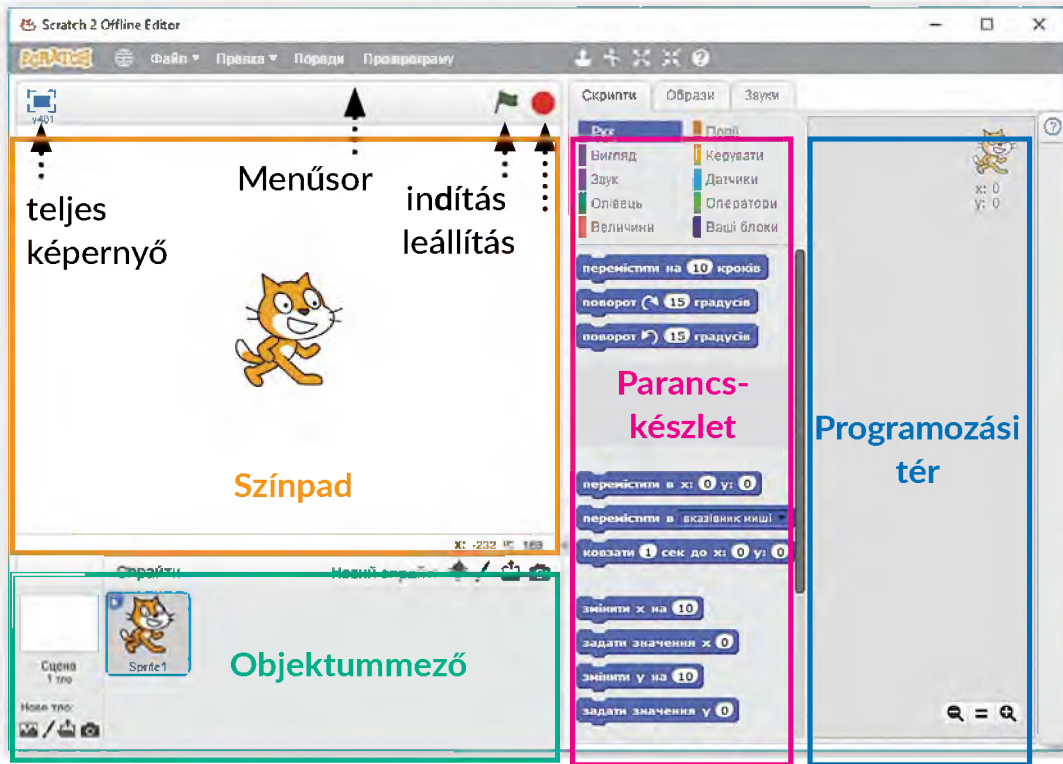 Scratch 2 Offline Editor
SCRATCH Файл Правка Поради Про програму
v461
Скрипти Образи Звуки
Рух Події
Вигляд Керувати
Звук Датчики
Олівець Оператори
Величини Ваші блоки
x: 0
y: 0
teljes
képernyő
Menüsor
indítás
leállítás
Színpad
X: -232 Y: 169
перемістити на 10 кроків
поворот 15 градусів
поворот 15 градусів
Parancs-
készlet
перемістити в x: 0 y: 0
перемістити в вказівник миші
ковзати 1 сек до x: 0 y: 0
змінити x на 10
задати значення x 0
змінити y на 10
задати значення y 0
Programozási
tér
Спрайти Новий спрайт:
Sprite1
Сцена
1 тло
Нове тло:
Objektummező